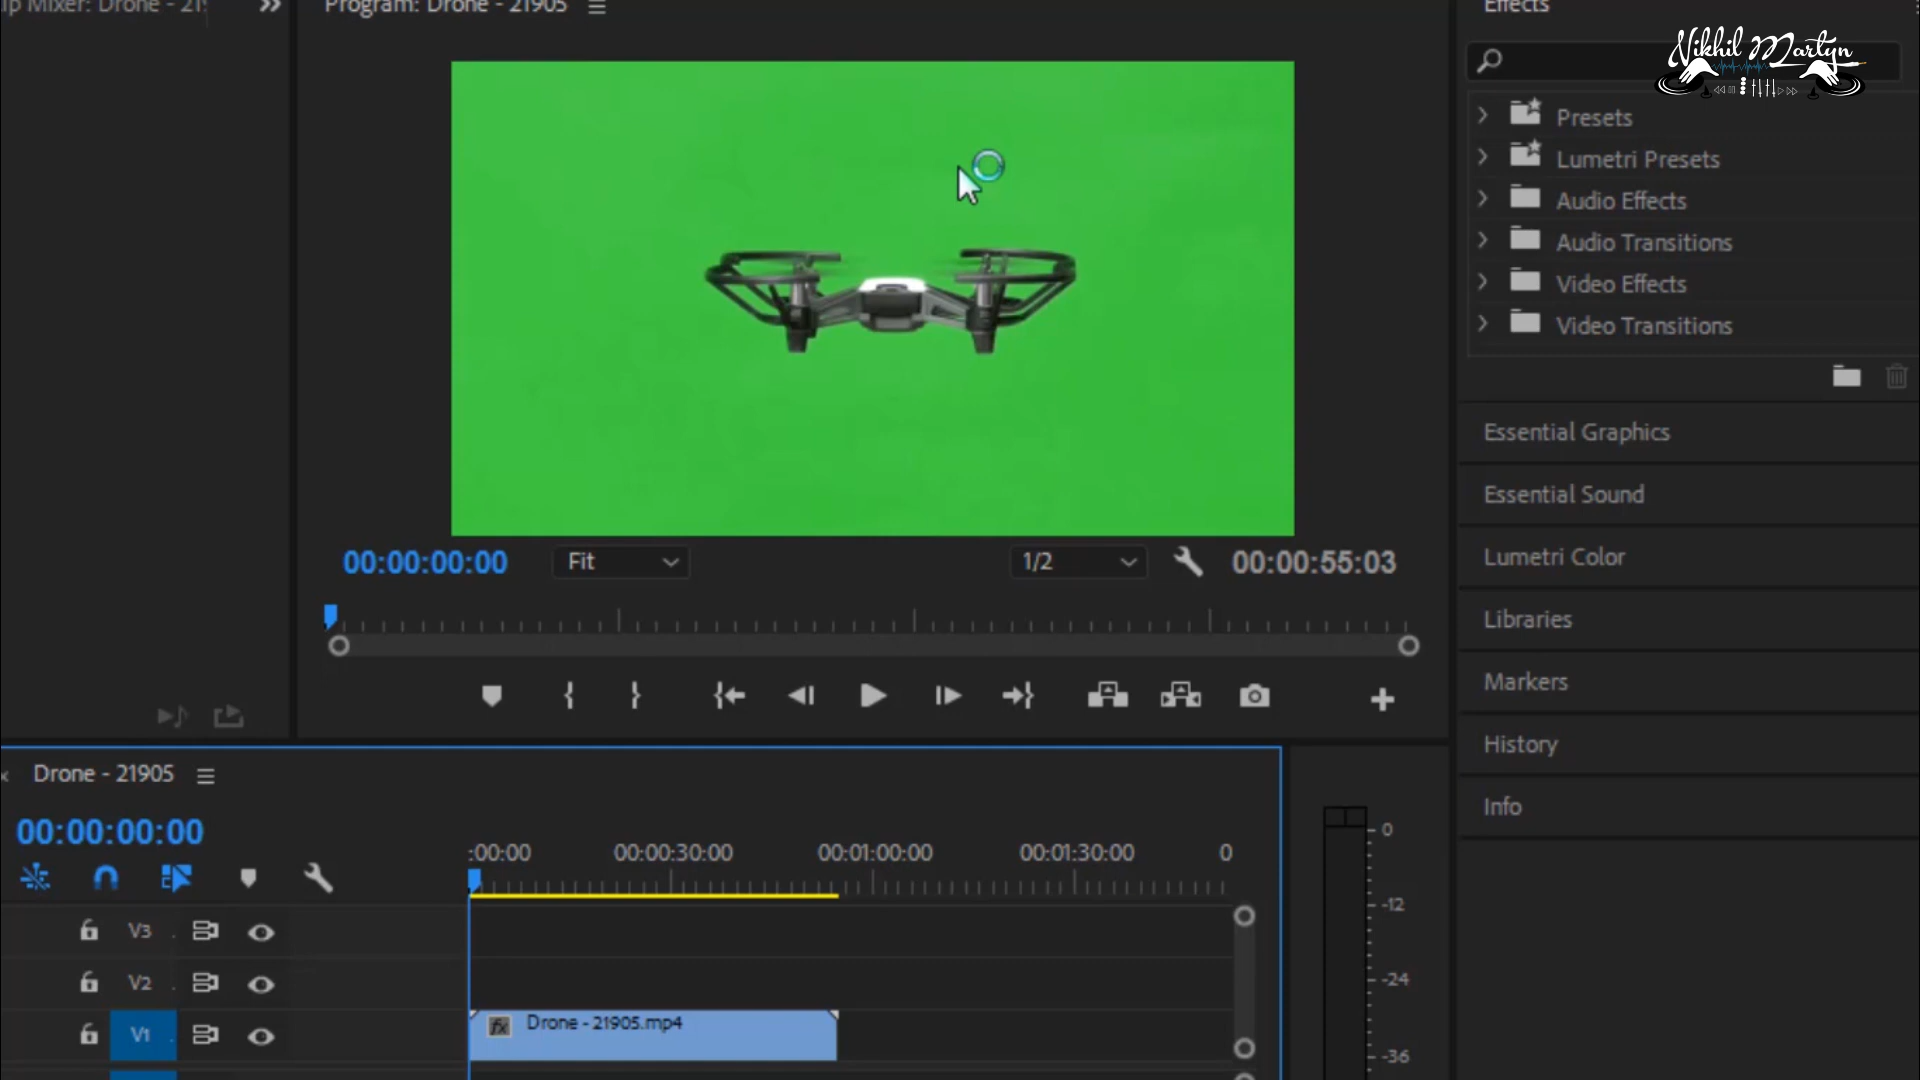 ip Mixer: Drone - 219
Program: Drone - 21905
Effects
Nikhil Martyn
Presets
Lumetri Presets
Audio Effects
Audio Transitions
Video Effects
Video Transitions
Essential Graphics
Essential Sound
Lumetri Color
Libraries
Markers
History
Info
00:00:00:00
Fit
1/2
00:00:55:03
Drone - 21905
00:00:00:00
:00:00
00:00:30:00
00:01:00:00
00:01:30:00
0
V3
V2
V1
fx
Drone - 21905.mp4
0
-12
-24
-36